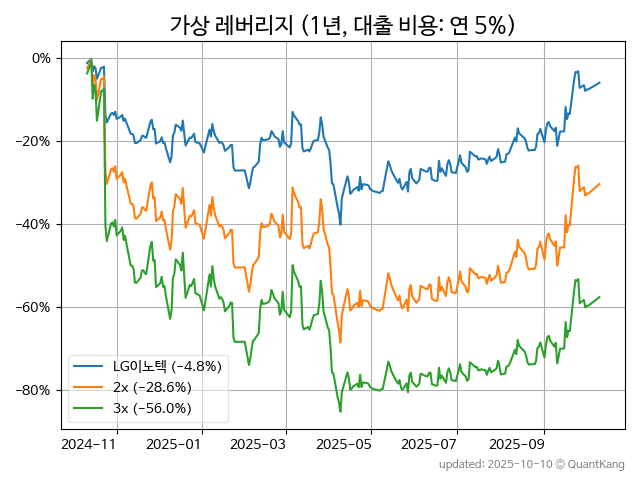 가상 레버리지 (1년, 대출 비용: 연 5%)
0%
−20%
−40%
−60%
−80%
LG이노텍 (−4.8%)
2x (−28.6%)
3x (−56.0%)
2024−11 2025−01 2025−03 2025−05 2025−07 2025−09
updated: 2025-10-10 © QuantKang